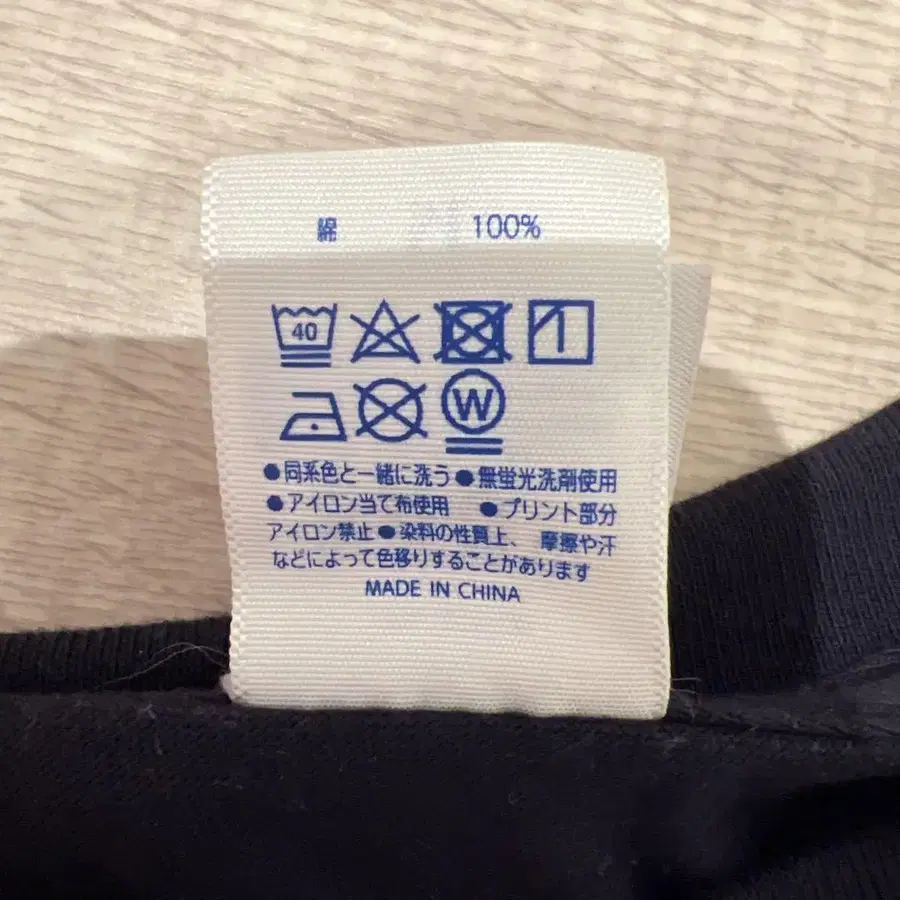 綿 100%
40
W
●同系色と一緒に洗う●無蛍光洗剤使用
●アイロン当て布使用 ●プリント部分
アイロン禁止●染料の性質上、摩擦や汗
などによって色移りすることがあります
MADE IN CHINA